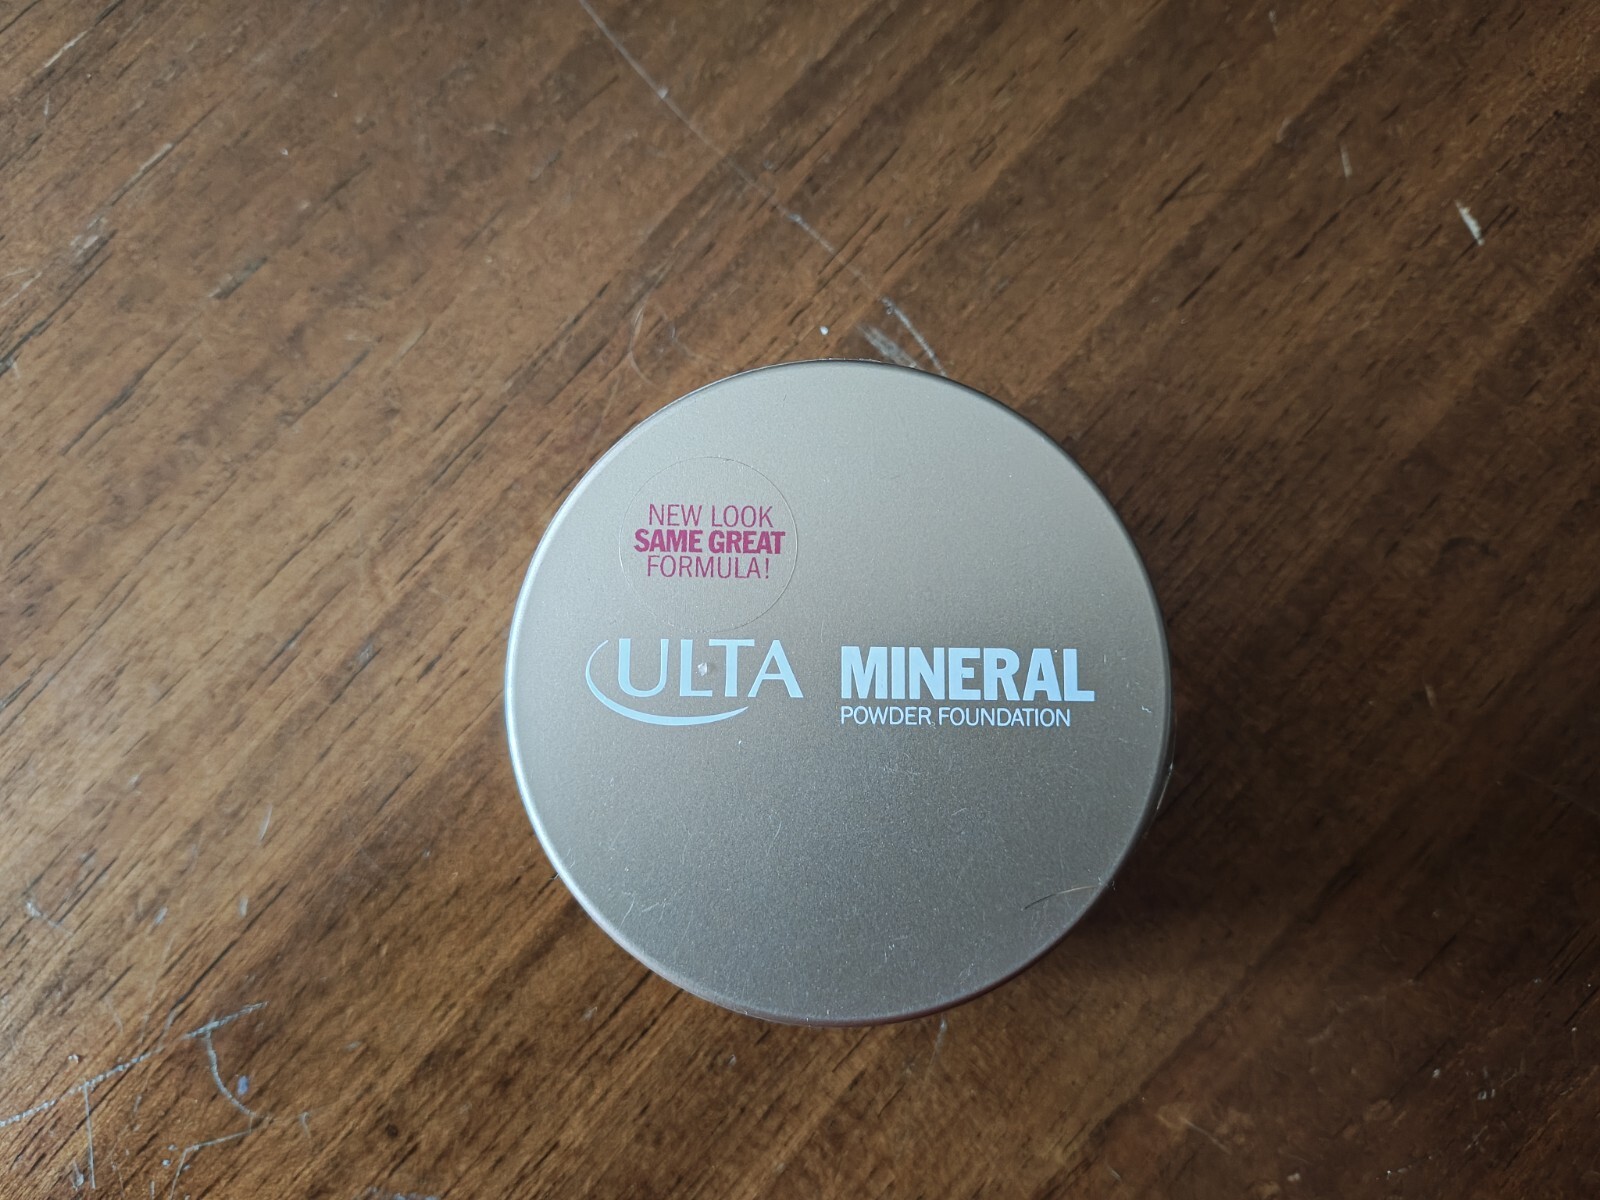 NEW LOOK
SAME GREAT
FORMULA!
ULTA MINERAL
POWDER FOUNDATION